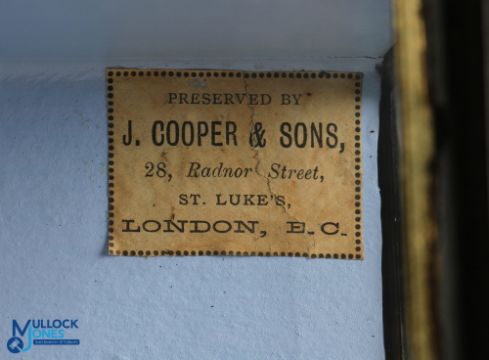 PRESERVED BY
J. COOPER & SONS,
28, Radnor Street,
ST. LUKE'S,
LONDON, E.C.
MULLOCK
JONES